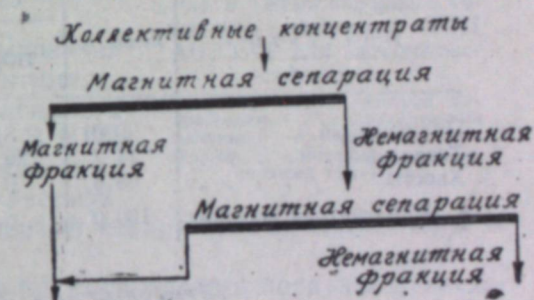 Коллективные концентраты
Магнитная сепарация
Магнитная
фракция
Немагнитная
фракция
Магнитная сепарация
Немагнитная
фракция